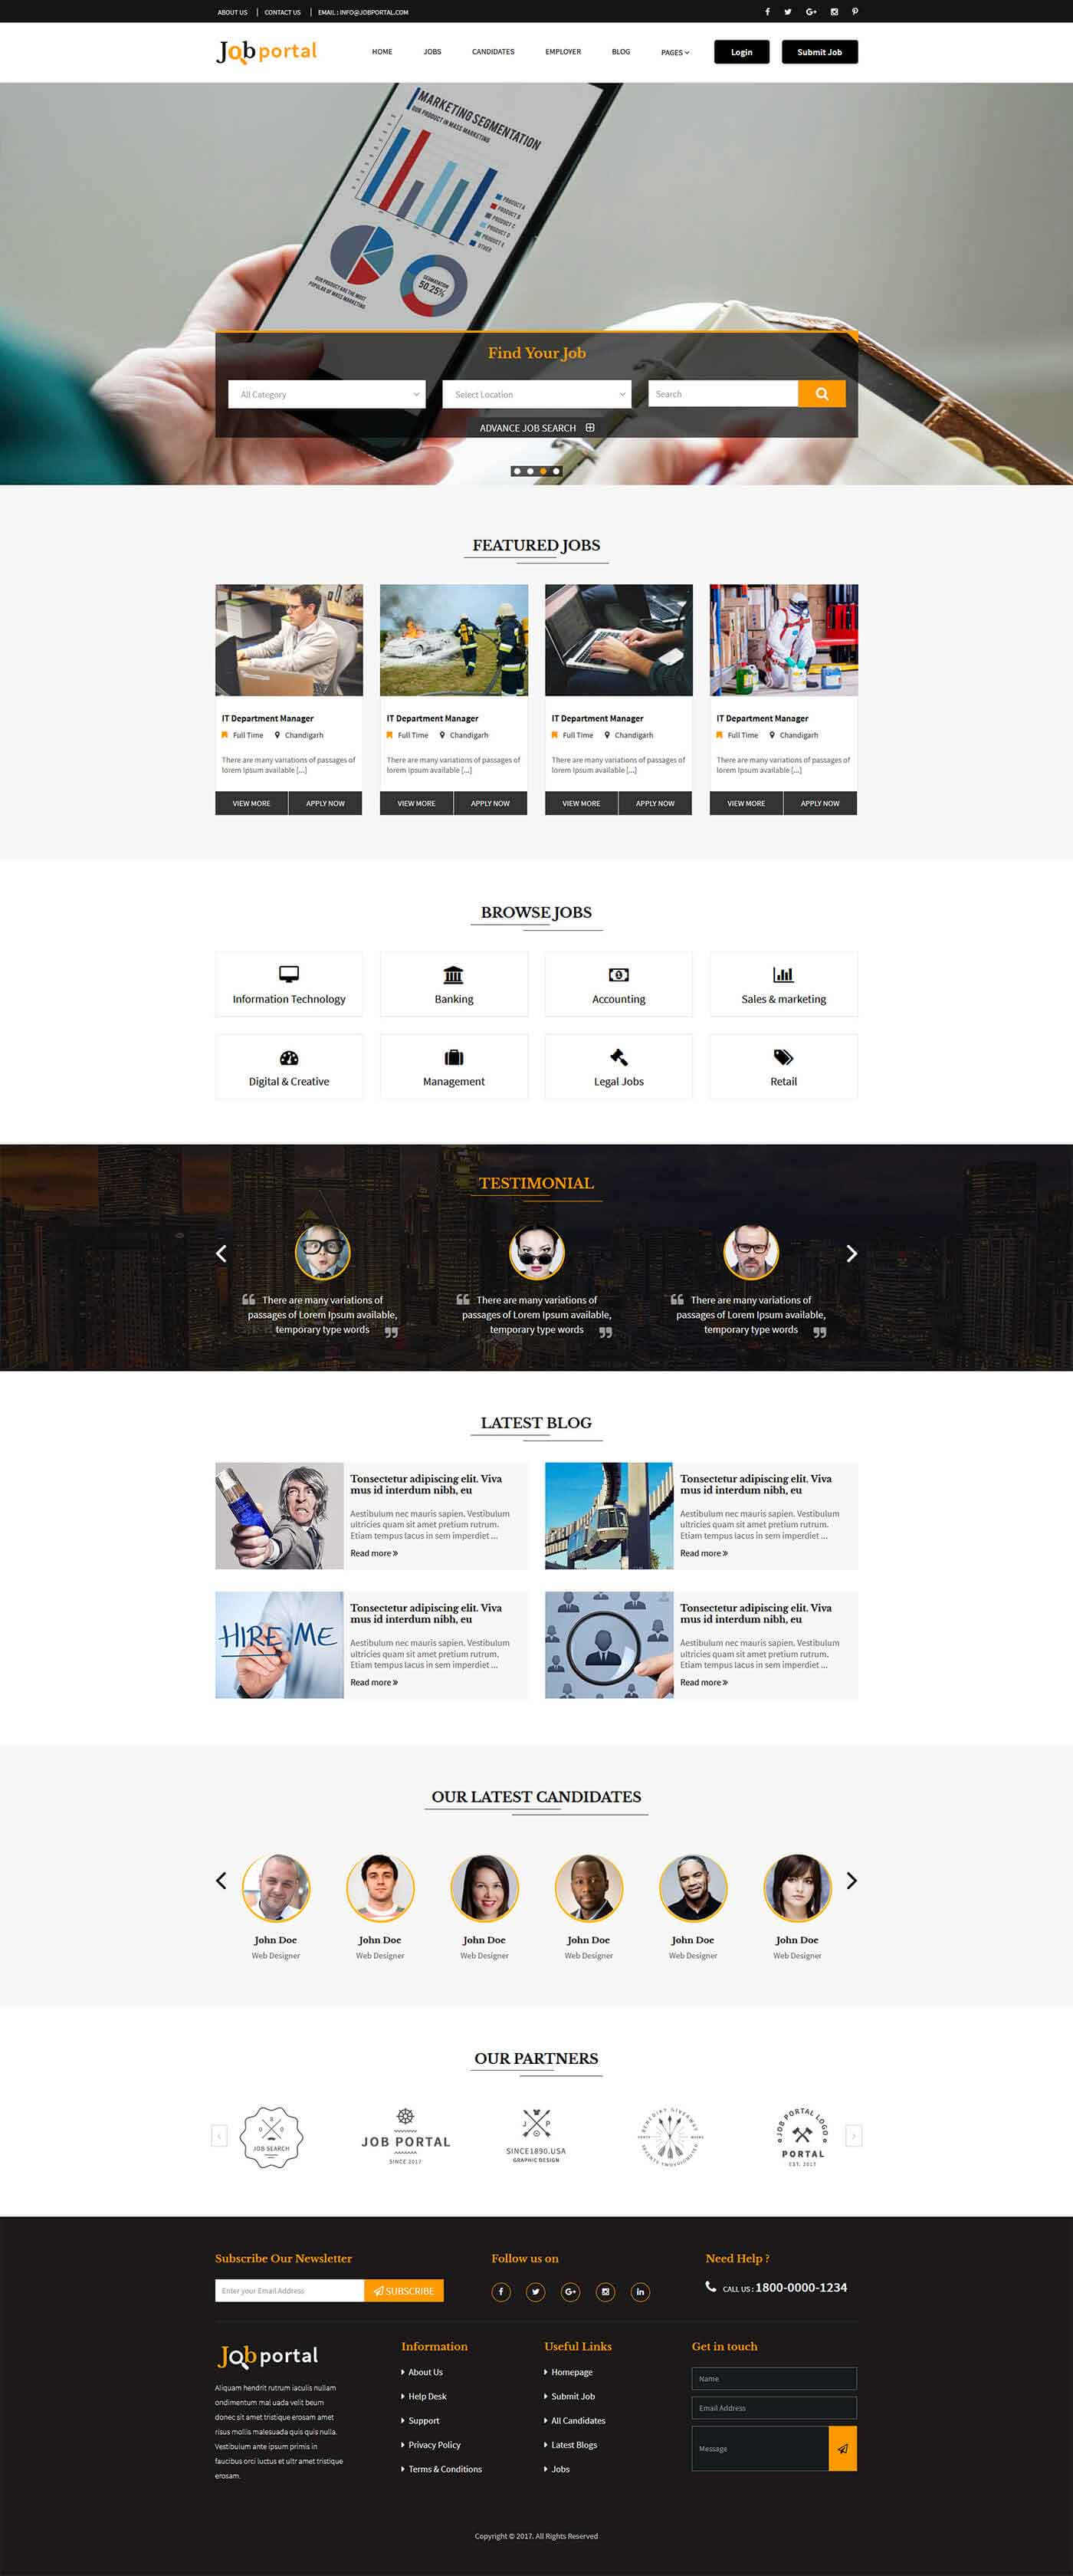 ABOUT US | CONTACT US | EMAIL : INFO@JOBPORTAL.COM
Job portal
HOME JOBS CANDIDATES EMPLOYER BLOG PAGES Login Submit Job
MARKETING SEGMENTATION
OUR PRODUCT IN MASS MARKETING
PRODUCT A
PRODUCT B
PRODUCT C
PRODUCT D
PRODUCT E
OTHER
SEGMENTATION
50.25%
OUR PRODUCT ARE THE MOST
POPULAR OF MASS MARKETING
Find Your Job
All Category Select Location Search
ADVANCE JOB SEARCH
FEATURED JOBS
IT Department Manager IT Department Manager IT Department Manager IT Department Manager
Full Time Chandigarh Full Time Chandigarh Full Time Chandigarh Full Time Chandigarh
There are many variations of passages of There are many variations of passages of There are many variations of passages of There are many variations of passages of
lorem Ipsum available [...] lorem Ipsum available [...] lorem Ipsum available [...] lorem Ipsum available [...]
VIEW MORE APPLY NOW VIEW MORE APPLY NOW VIEW MORE APPLY NOW VIEW MORE APPLY NOW
BROWSE JOBS
Information Technology Banking Accounting Sales & marketing
Digital & Creative Management Legal Jobs Retail
TESTIMONIAL
There are many variations of There are many variations of There are many variations of
passages of Lorem Ipsum available, passages of Lorem Ipsum available, passages of Lorem Ipsum available,
temporary type words temporary type words temporary type words
LATEST BLOG
Tonsectetur adipiscing elit. Viva
mus id interdum nibh, eu
Aestibulum nec mauris sapien. Vestibulum
ultricies quam sit amet pretium rutrum.
Etiam tempus lacus in sem imperdiet ...
Read more »
Tonsectetur adipiscing elit. Viva
mus id interdum nibh, eu
Aestibulum nec mauris sapien. Vestibulum
ultricies quam sit amet pretium rutrum.
Etiam tempus lacus in sem imperdiet ...
Read more »
HIRE ME
Tonsectetur adipiscing elit. Viva
mus id interdum nibh, eu
Aestibulum nec mauris sapien. Vestibulum
ultricies quam sit amet pretium rutrum.
Etiam tempus lacus in sem imperdiet ...
Read more »
Tonsectetur adipiscing elit. Viva
mus id interdum nibh, eu
Aestibulum nec mauris sapien. Vestibulum
ultricies quam sit amet pretium rutrum.
Etiam tempus lacus in sem imperdiet ...
Read more »
OUR LATEST CANDIDATES
John Doe John Doe John Doe John Doe John Doe John Doe
Web Designer Web Designer Web Designer Web Designer Web Designer Web Designer
OUR PARTNERS
JOB SEARCH
JOB PORTAL
SINCE 2017
J P
SINCE1890.USA
GRAPHIC DESIGN
JOB PORTAL LOGO
PORTAL
EST. 2017
Subscribe Our Newsletter Follow us on Need Help ?
Enter your Email Address SUBSCRIBE
CALL US : 1800-0000-1234
Job portal
Aliquam hendrit rutrum iaculis nullam
ondimentum mal uada velit beum
donec sit amet tristique erosam amet
risus mollis malesuada quis quis nulla.
Vestibulum ante ipsum primis in
faucibus orci luctus et ultr amet tristique
erosam.
Information
About Us
Help Desk
Support
Privacy Policy
Terms & Conditions
Useful Links
Homepage
Submit Job
All Candidates
Latest Blogs
Jobs
Get in touch
Name
Email Address
Message
Copyright © 2017. All Rights Reserved